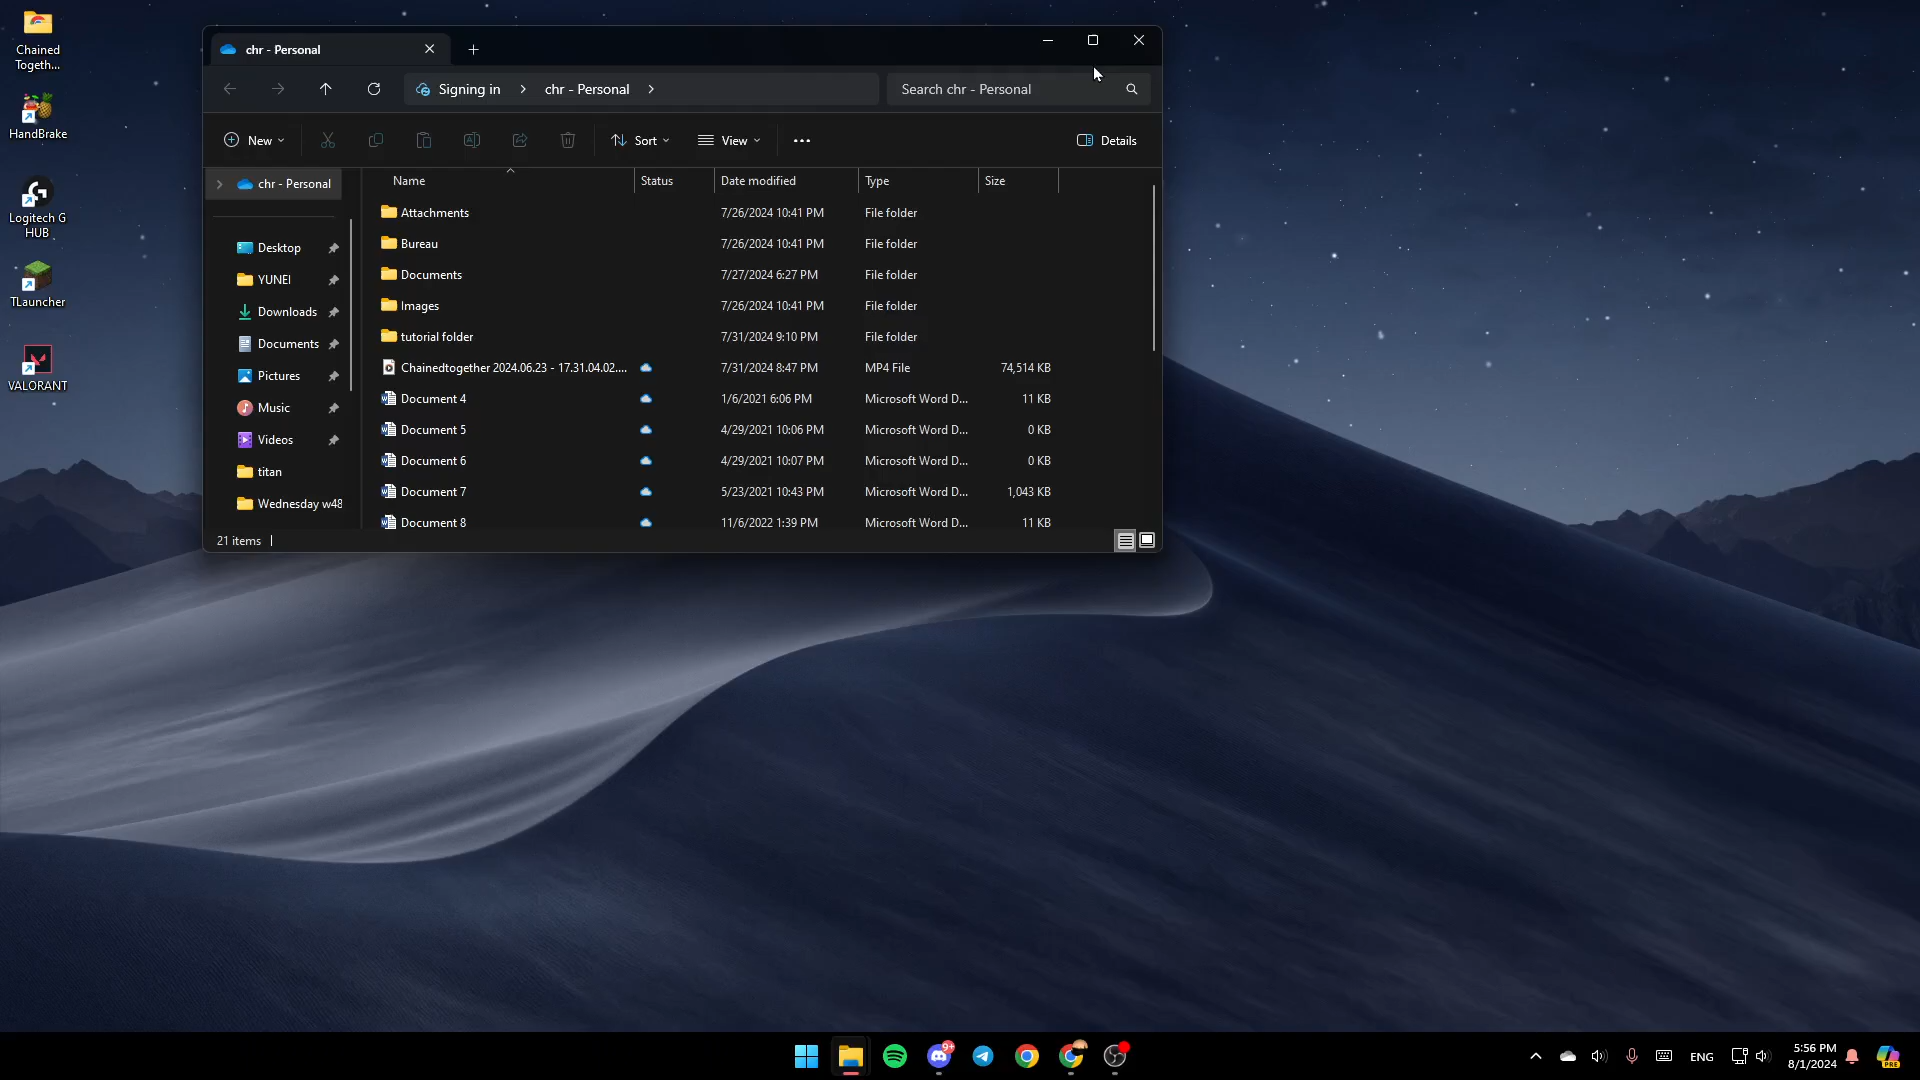 Chained
Togeth...
HandBrake
Logitech G
HUB
TLauncher
VALORANT
chr - Personal
Signing in > chr - Personal >
Search chr - Personal
New
Sort
View
Details
chr - Personal
Desktop
YUNEI
Downloads
Documents
Pictures
Music
Videos
titan
Wednesday w48
Name Status Date modified Type Size
Attachments 7/26/2024 10:41 PM File folder
Bureau 7/26/2024 10:41 PM File folder
Documents 7/27/2024 6:27 PM File folder
Images 7/26/2024 10:41 PM File folder
tutorial folder 7/31/2024 9:10 PM File folder
Chainedtogether 2024.06.23 - 17.31.04.02.... 7/31/2024 8:47 PM MP4 File 74,514 KB
Document 4 1/6/2021 6:06 PM Microsoft Word D... 11 KB
Document 5 4/29/2021 10:06 PM Microsoft Word D... 0 KB
Document 6 4/29/2021 10:07 PM Microsoft Word D... 0 KB
Document 7 5/23/2021 10:43 PM Microsoft Word D... 1,043 KB
Document 8 11/6/2022 1:39 PM Microsoft Word D... 11 KB
21 items
9+
ENG
5:56 PM
8/1/2024
PRE